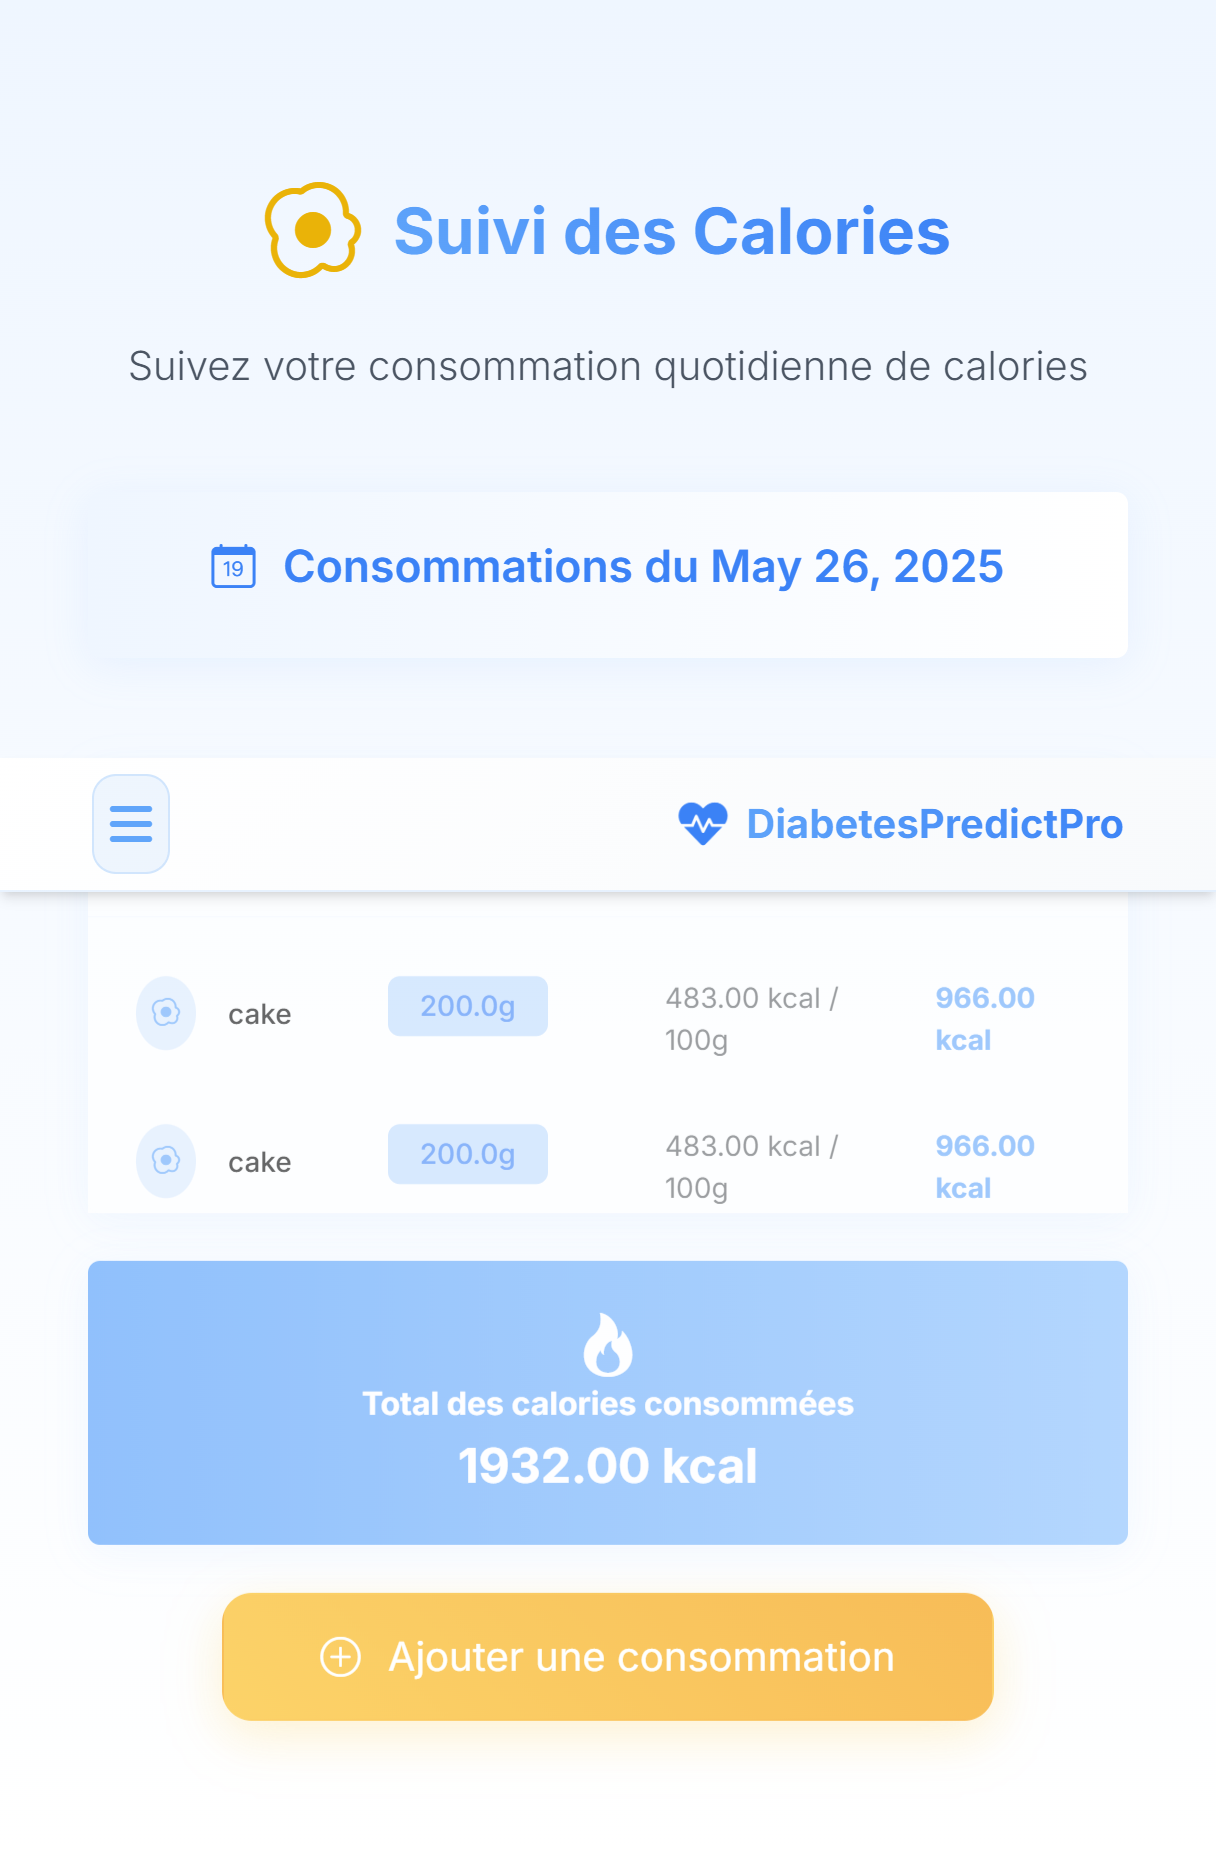 Suivi des Calories
Suivez votre consommation quotidienne de calories
19
Consommations du May 26, 2025
DiabetesPredictPro
cake
200.0g
483.00 kcal /
100g
966.00
kcal
cake
200.0g
483.00 kcal /
100g
966.00
kcal
Total des calories consommées
1932.00 kcal
Ajouter une consommation